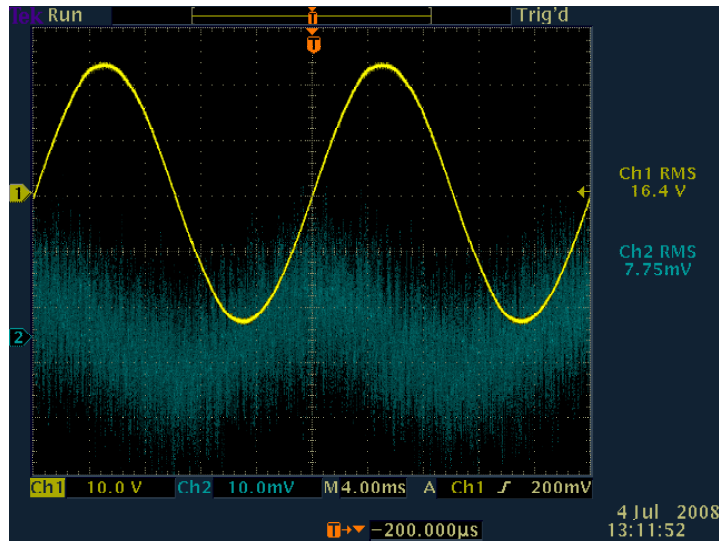 Tek Run Trig'd
T
T
1
2
Ch1 RMS
16.4 V
Ch2 RMS
7.75mV
Ch1 10.0 V Ch2 10.0mV M4.00ms A Ch1 200mV
T -200.000µs
4 Jul 2008
13:11:52